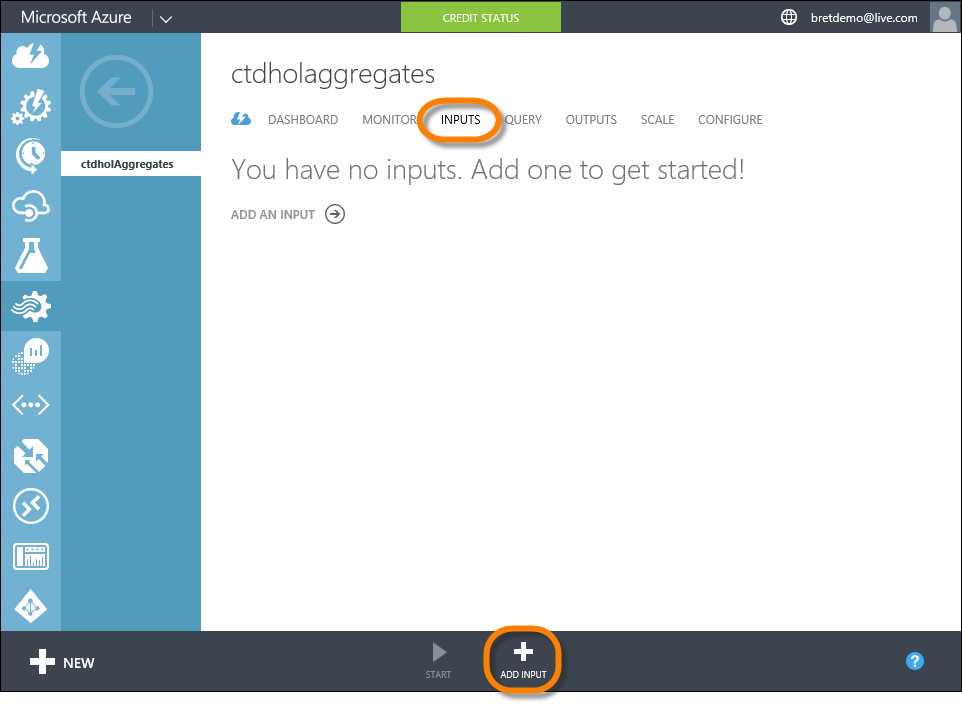 Microsoft Azure
CREDIT STATUS
bretdemo@live.com
ctdholAggregates
ctdholaggregates
DASHBOARD MONITOR INPUTS QUERY OUTPUTS SCALE CONFIGURE
You have no inputs. Add one to get started!
ADD AN INPUT
NEW
START
ADD INPUT
?